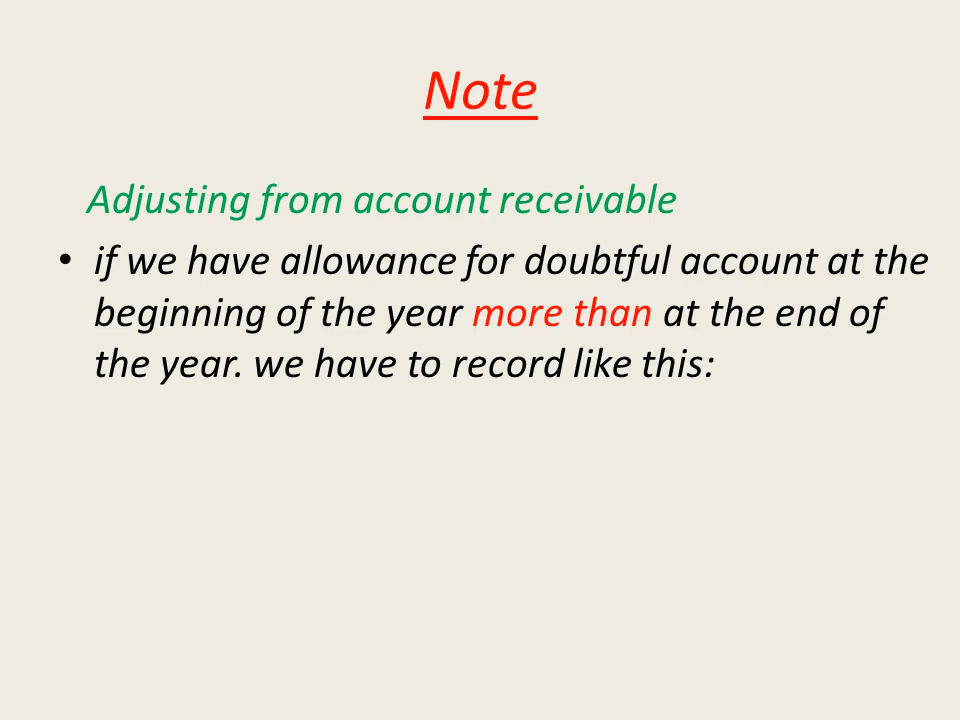 Note
Adjusting from account receivable
• if we have allowance for doubtful account at the
beginning of the year more than at the end of
the year. we have to record like this: